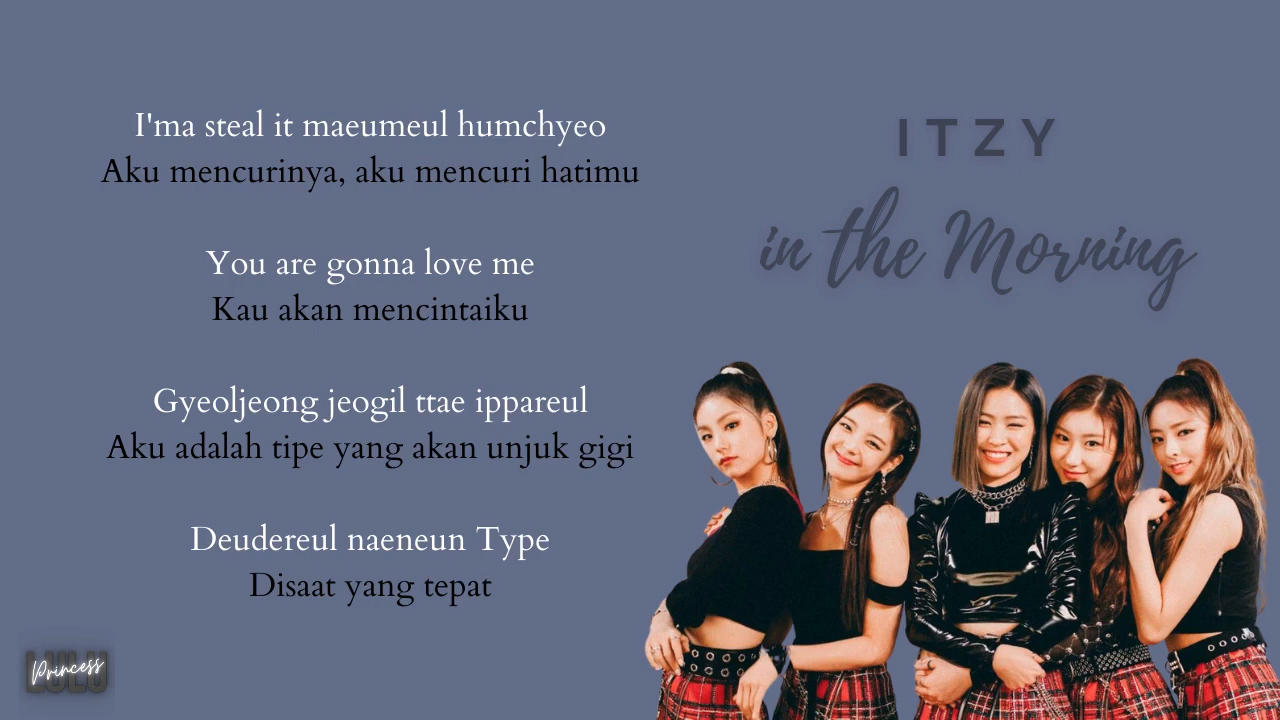 I'ma steal it maeumeul humchyeo
Aku mencurinya, aku mencuri hatimu
You are gonna love me
Kau akan mencintaiku
Gyeoljeong jeogil ttae ippareul
Aku adalah tipe yang akan unjuk gigi
Deudereul naeneun Type
Disaat yang tepat
ITZY
in the Morning
Princess
LULU